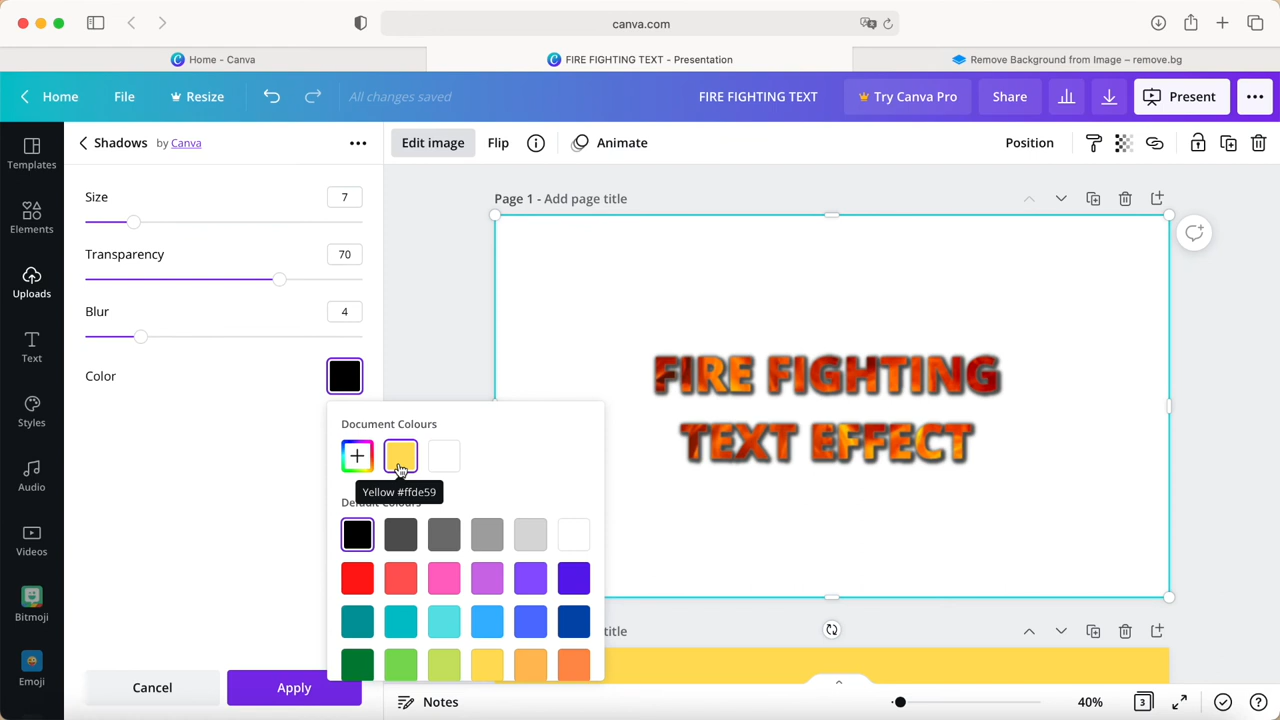 canva.com
Home - Canva
FIRE FIGHTING TEXT - Presentation
Remove Background from Image – remove.bg
Home
File
Resize
All changes saved
FIRE FIGHTING TEXT
Try Canva Pro
Share
Present
Templates
Elements
Uploads
Text
Styles
Audio
Videos
Bitmoji
Emoji
Shadows by Canva
Edit image
Flip
Animate
Position
Size
7
Transparency
70
Blur
4
Color
Document Colours
Yellow #ffde59
Default Colours
Cancel
Apply
Page 1 - Add page title
FIRE FIGHTING
TEXT EFFECT
title
Notes
40%
3